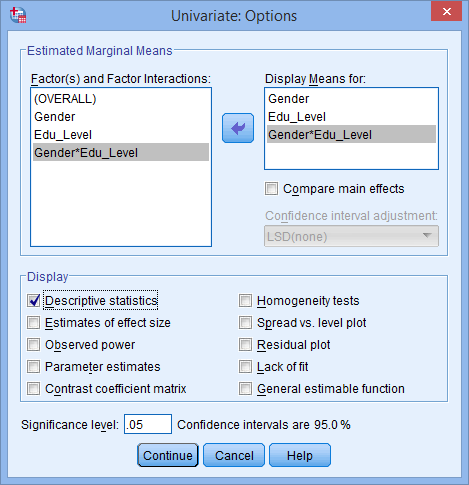 Univariate: Options
Estimated Marginal Means
Factor(s) and Factor Interactions:
(OVERALL)
Gender
Edu_Level
Gender*Edu_Level
Display Means for:
Gender
Edu_Level
Gender*Edu_Level
Compare main effects
Confidence interval adjustment:
LSD(none)
Display
Descriptive statistics
Homogeneity tests
Estimates of effect size
Spread vs. level plot
Observed power
Residual plot
Parameter estimates
Lack of fit
Contrast coefficient matrix
General estimable function
Significance level: .05 Confidence intervals are 95.0 %
Continue Cancel Help